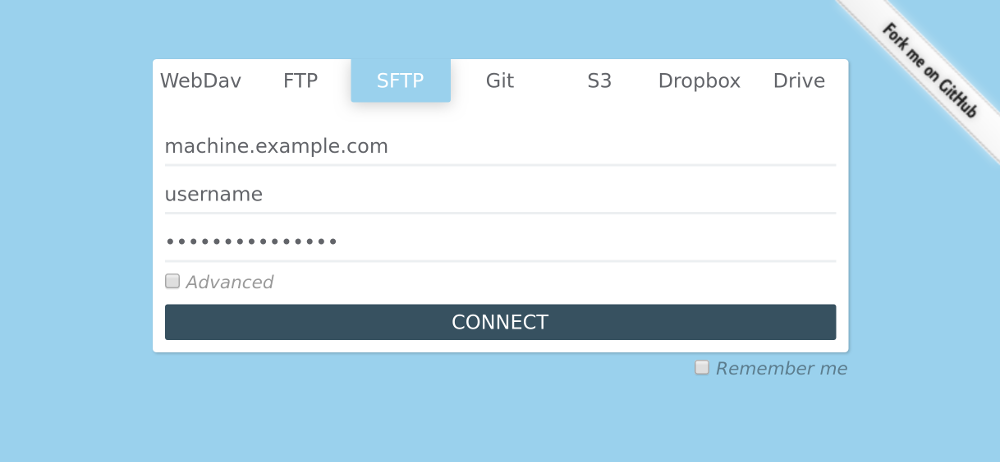 Fork me on GitHub
WebDav FTP SFTP Git S3 Dropbox Drive
machine.example.com
username
•••••••••••••••
Advanced
CONNECT
Remember me